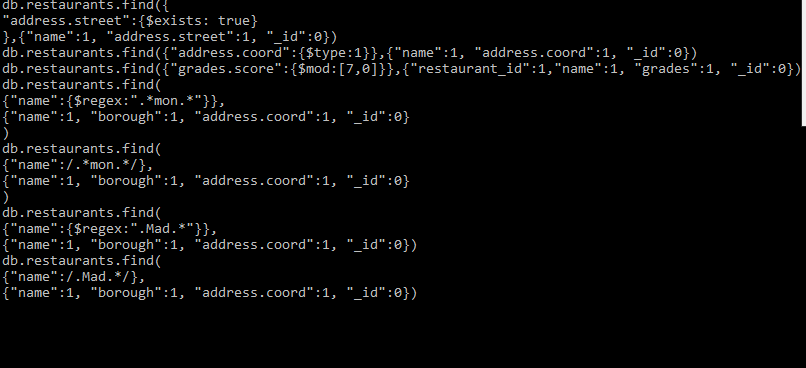 db.restaurants.find({
"address.street":{$exists: true}
},{"name":1, "address.street":1, "_id":0})
db.restaurants.find({"address.coord":{$type:1}},{"name":1, "address.coord":1, "_id":0})
db.restaurants.find({"grades.score":{$mod:[7,0]}},{"restaurant_id":1,"name":1, "grades":1, "_id":0})
db.restaurants.find(
{"name":{$regex:".*mon.*"}},
{"name":1, "borough":1, "address.coord":1, "_id":0}
)
db.restaurants.find(
{"name":/.*mon.*/},
{"name":1, "borough":1, "address.coord":1, "_id":0}
)
db.restaurants.find(
{"name":{$regex:".Mad.*"}},
{"name":1, "borough":1, "address.coord":1, "_id":0})
db.restaurants.find(
{"name":/.Mad.*/},
{"name":1, "borough":1, "address.coord":1, "_id":0})